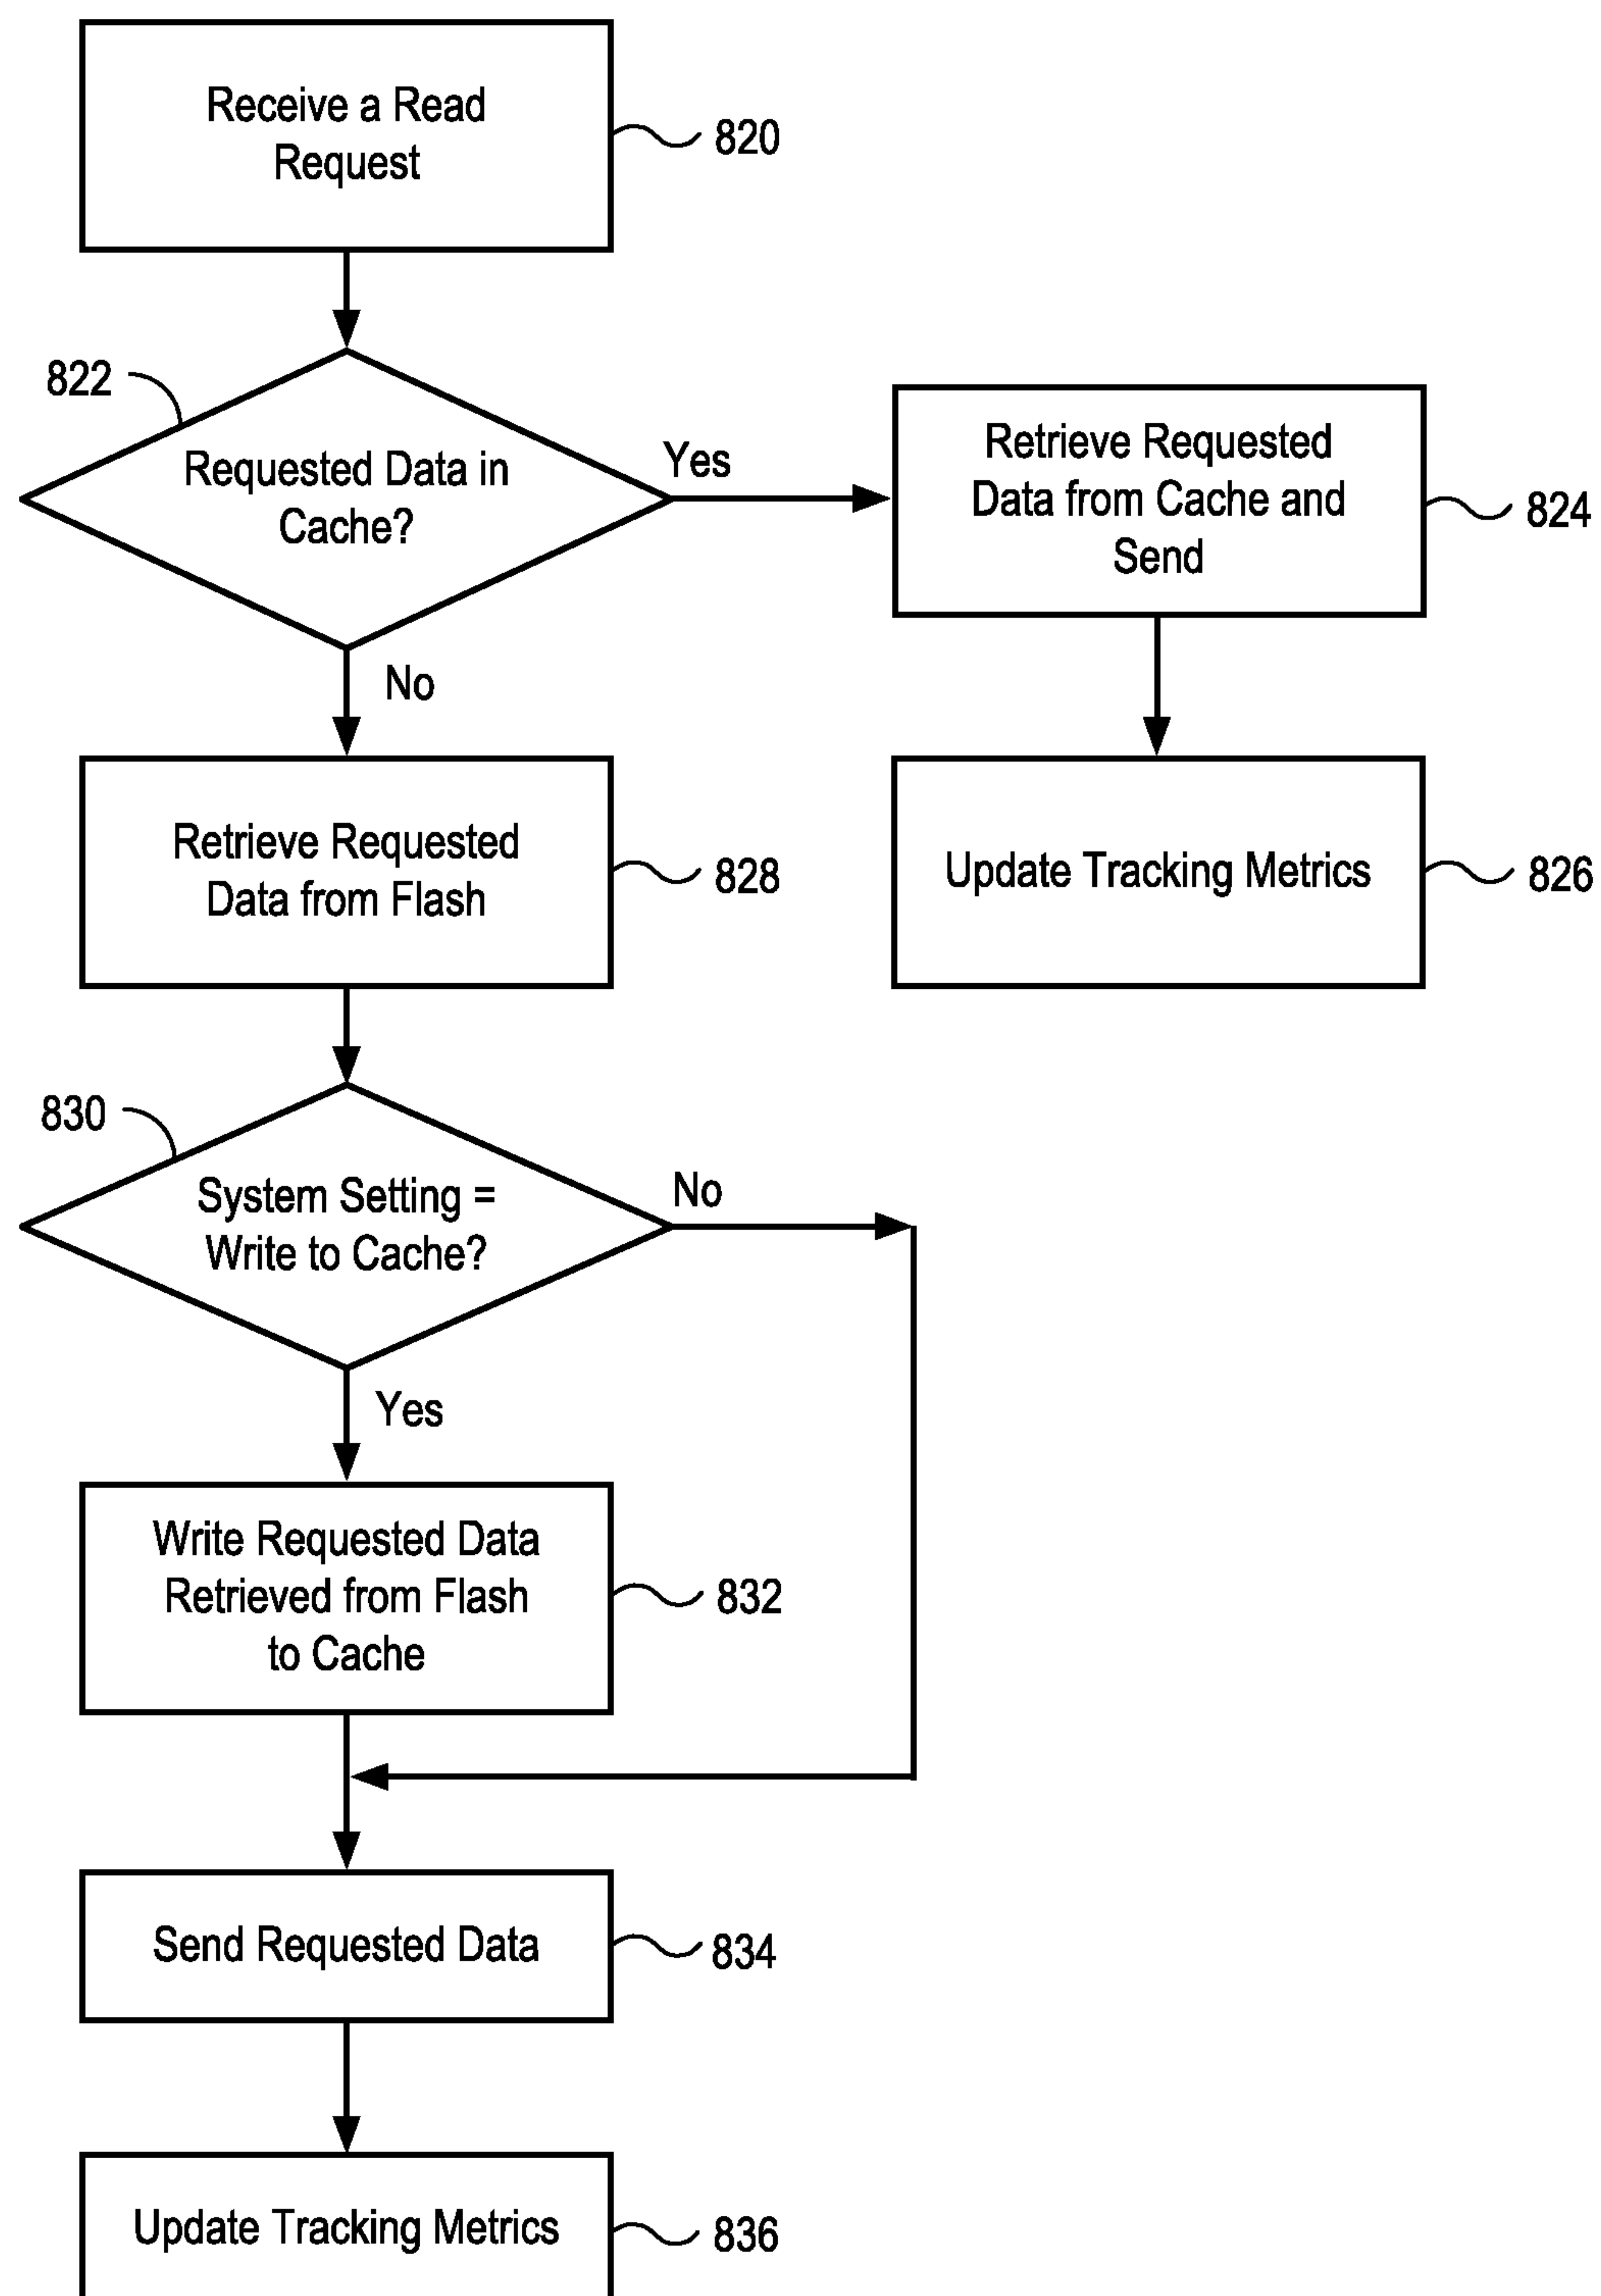 Receive a Read
Request
820
822
Requested Data in
Cache?
Yes
Retrieve Requested
Data from Cache and
Send
824
No
Retrieve Requested
Data from Flash
828
Update Tracking Metrics
826
830
System Setting =
Write to Cache?
No
Yes
Write Requested Data
Retrieved from Flash
to Cache
832
Send Requested Data
834
Update Tracking Metrics
836